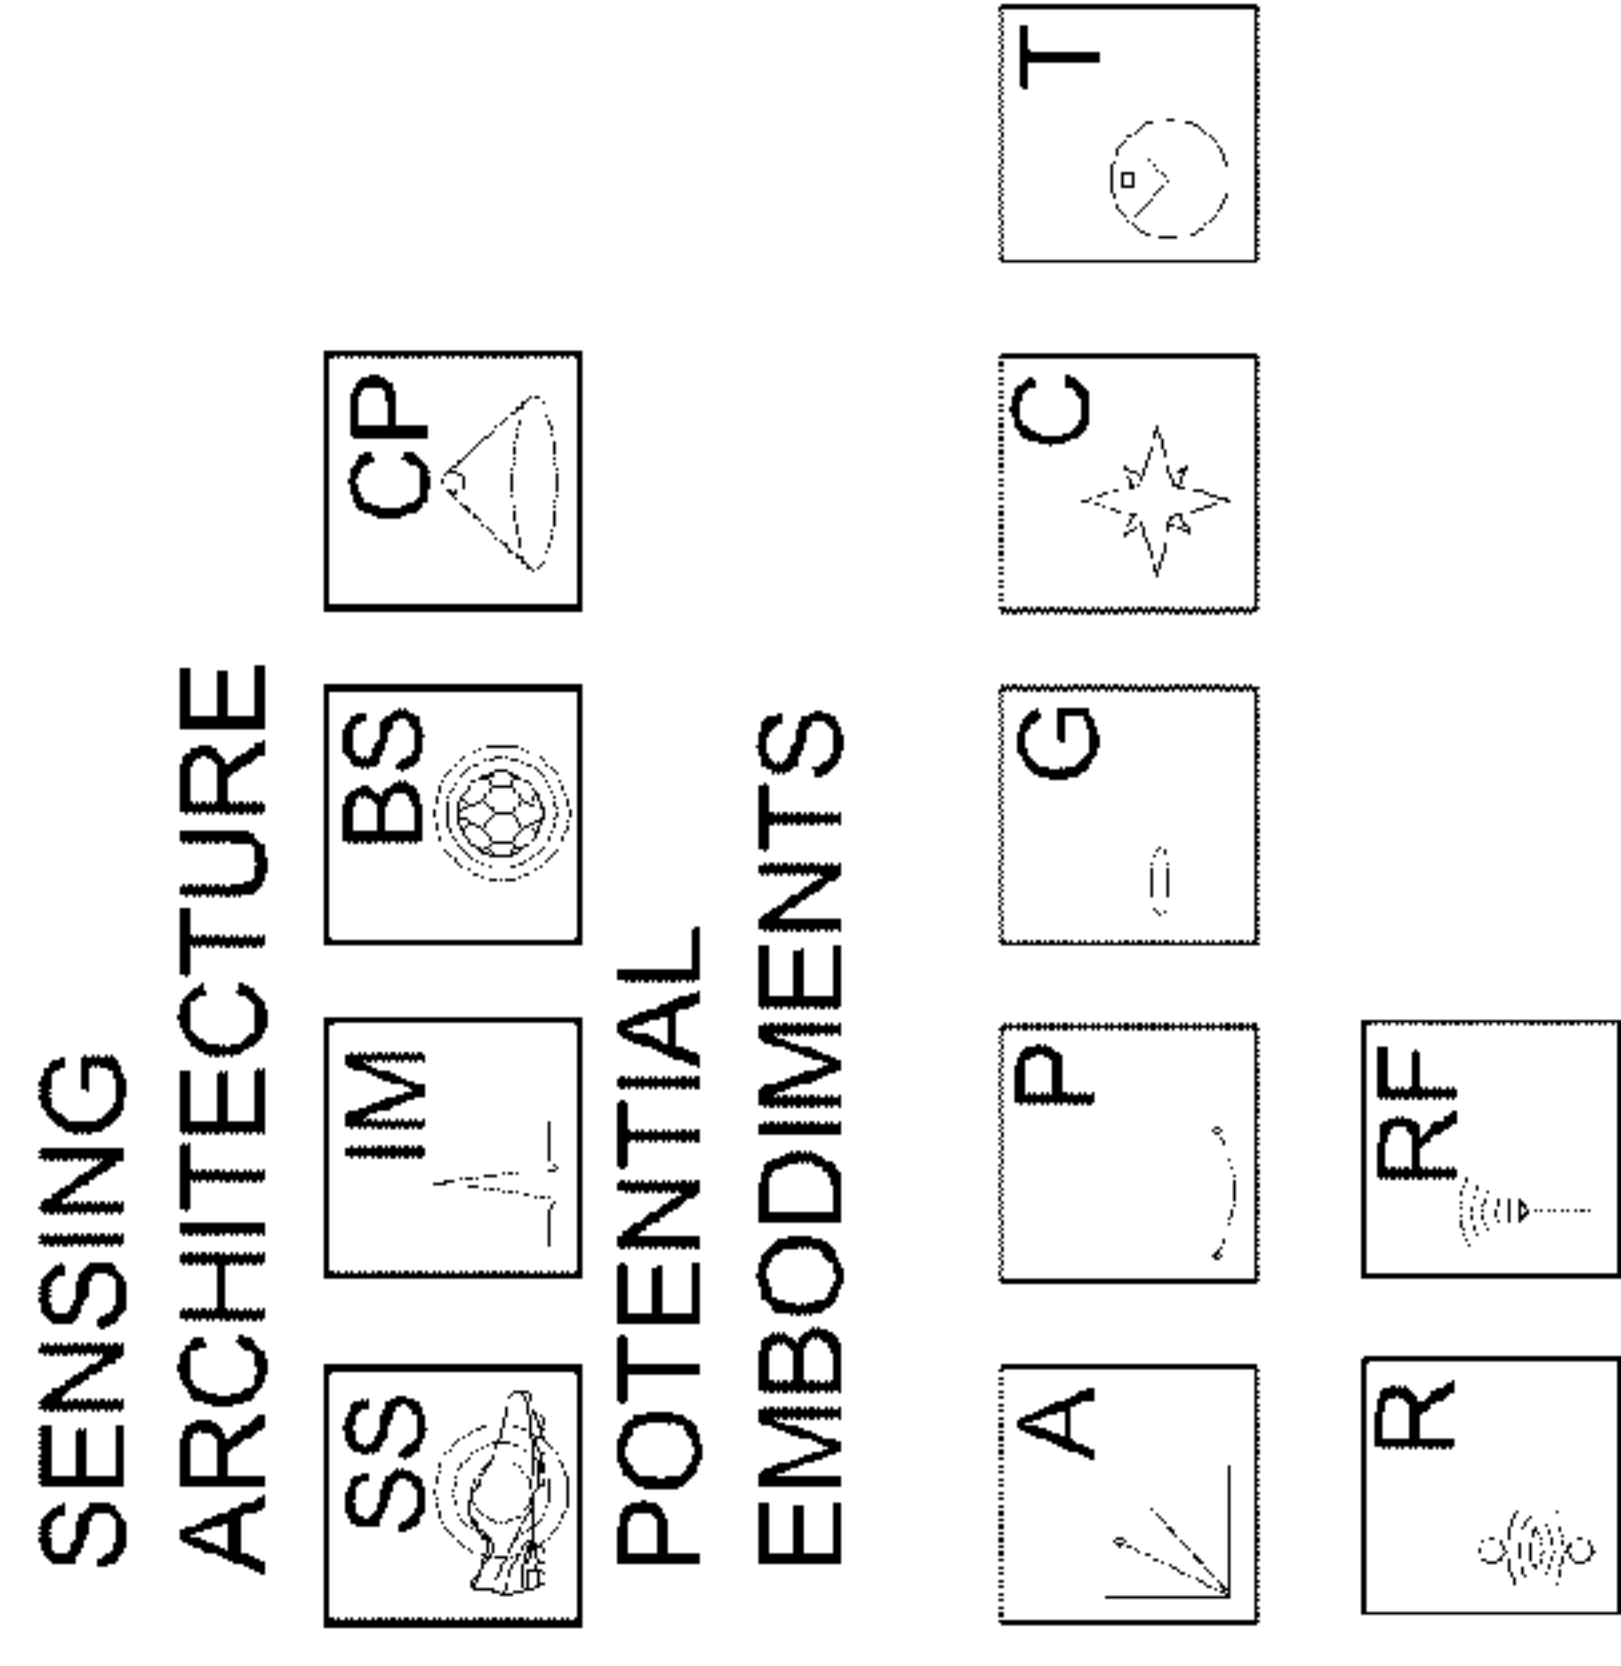 SENSING
ARCHITECTURE
SS IM BS CP
POTENTIAL
EMBODIMENTS
A P G C T
R RF